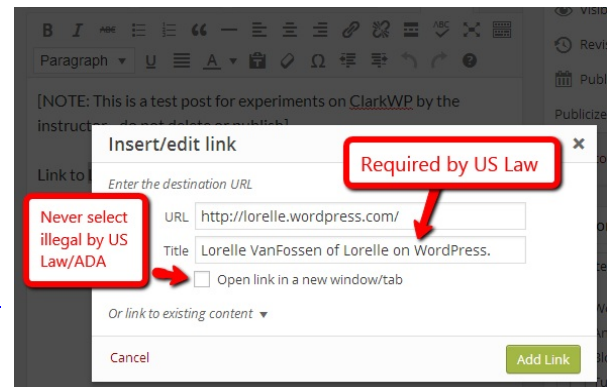 B I ABC “
ABC
Visi
Paragraph U A Ω
Revis
[NOTE: This is a test post for experiments on ClarkWP by the
Publ
instructor
do not delete or publish]
Publicize
Insert/edit link ×
Required by US Law
Link to
Enter the destination URL
Never select
illegal by US
Law/ADA
URL http://lorelle.wordpress.com/
Title Lorelle VanFossen of Lorelle on WordPress.
Open link in a new window/tab
Or link to existing content
Cancel
Add Link